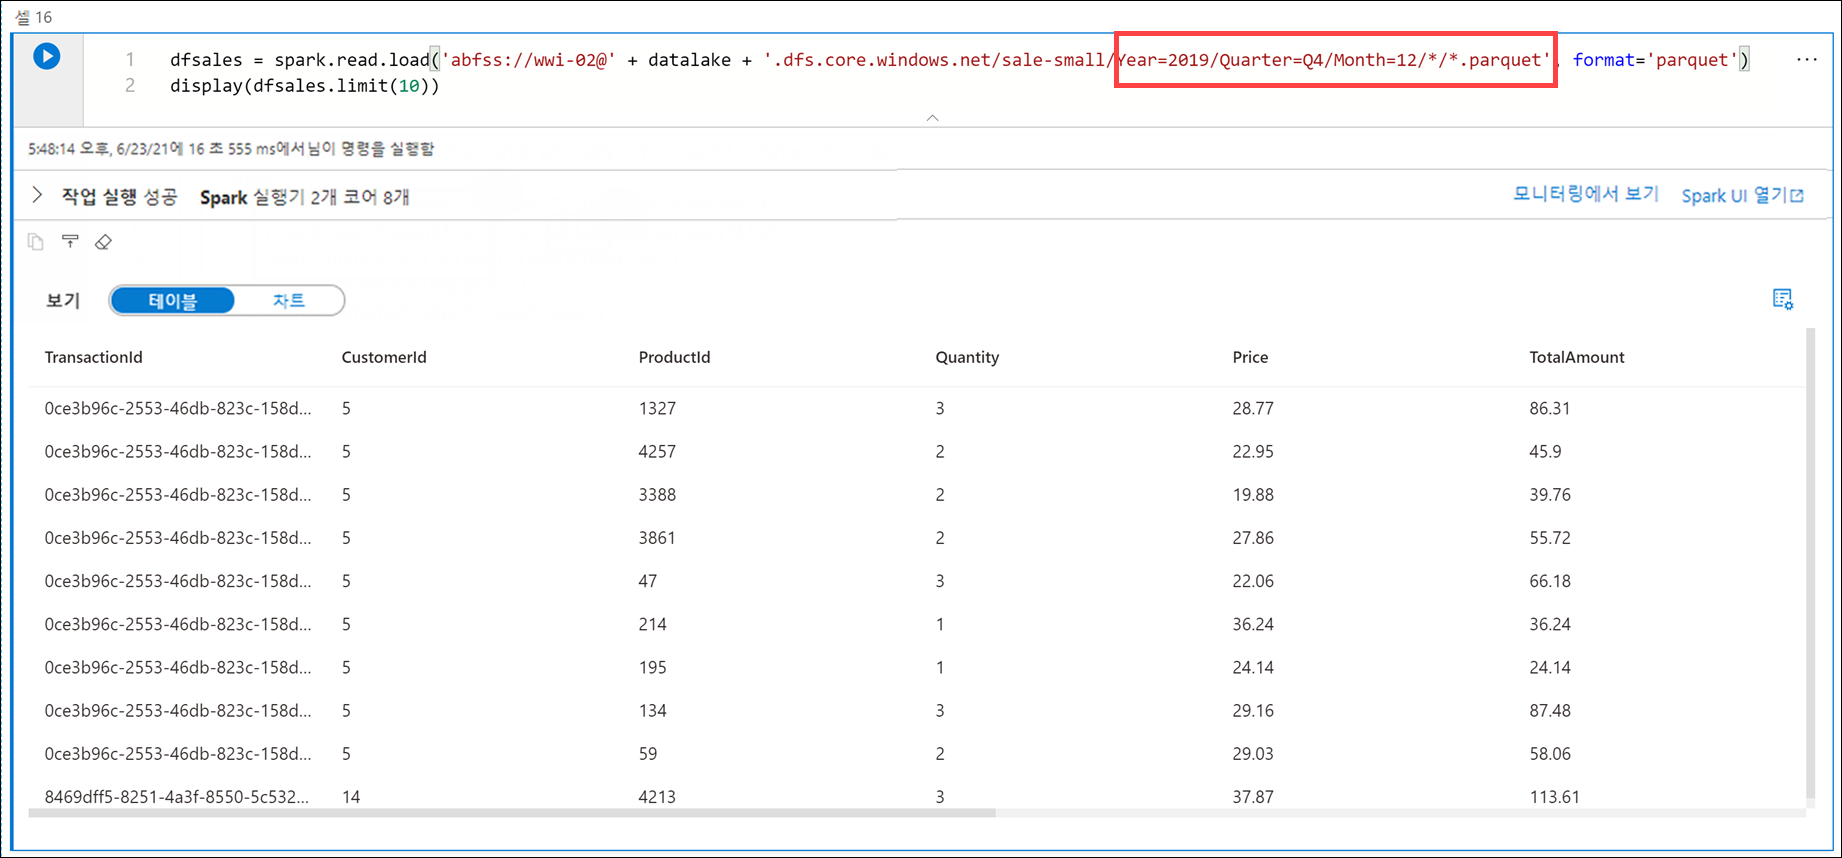 셀 16
1 dfsales = spark.read.load('abfss://wwi-02@' + datalake + '.dfs.core.windows.net/sale-small/Year=2019/Quarter=Q4/Month=12/*/*.parquet', format='parquet') ...
2 display(dfsales.limit(10))
5:48:14 오후, 6/23/21에 16 초 555 ms에서님이 명령을 실행함
작업 실행 성공 Spark 실행기 2개 코어 8개 모니터링에서 보기 Spark UI 열기
보기 테이블 차트
TransactionId CustomerId ProductId Quantity Price TotalAmount
0ce3b96c-2553-46db-823c-158d... 5 1327 3 28.77 86.31
0ce3b96c-2553-46db-823c-158d... 5 4257 2 22.95 45.9
0ce3b96c-2553-46db-823c-158d... 5 3388 2 19.88 39.76
0ce3b96c-2553-46db-823c-158d... 5 3861 2 27.86 55.72
0ce3b96c-2553-46db-823c-158d... 5 47 3 22.06 66.18
0ce3b96c-2553-46db-823c-158d... 5 214 1 36.24 36.24
0ce3b96c-2553-46db-823c-158d... 5 195 1 24.14 24.14
0ce3b96c-2553-46db-823c-158d... 5 134 3 29.16 87.48
0ce3b96c-2553-46db-823c-158d... 5 59 2 29.03 58.06
8469dff5-8251-4a3f-8550-5c532... 14 4213 3 37.87 113.61